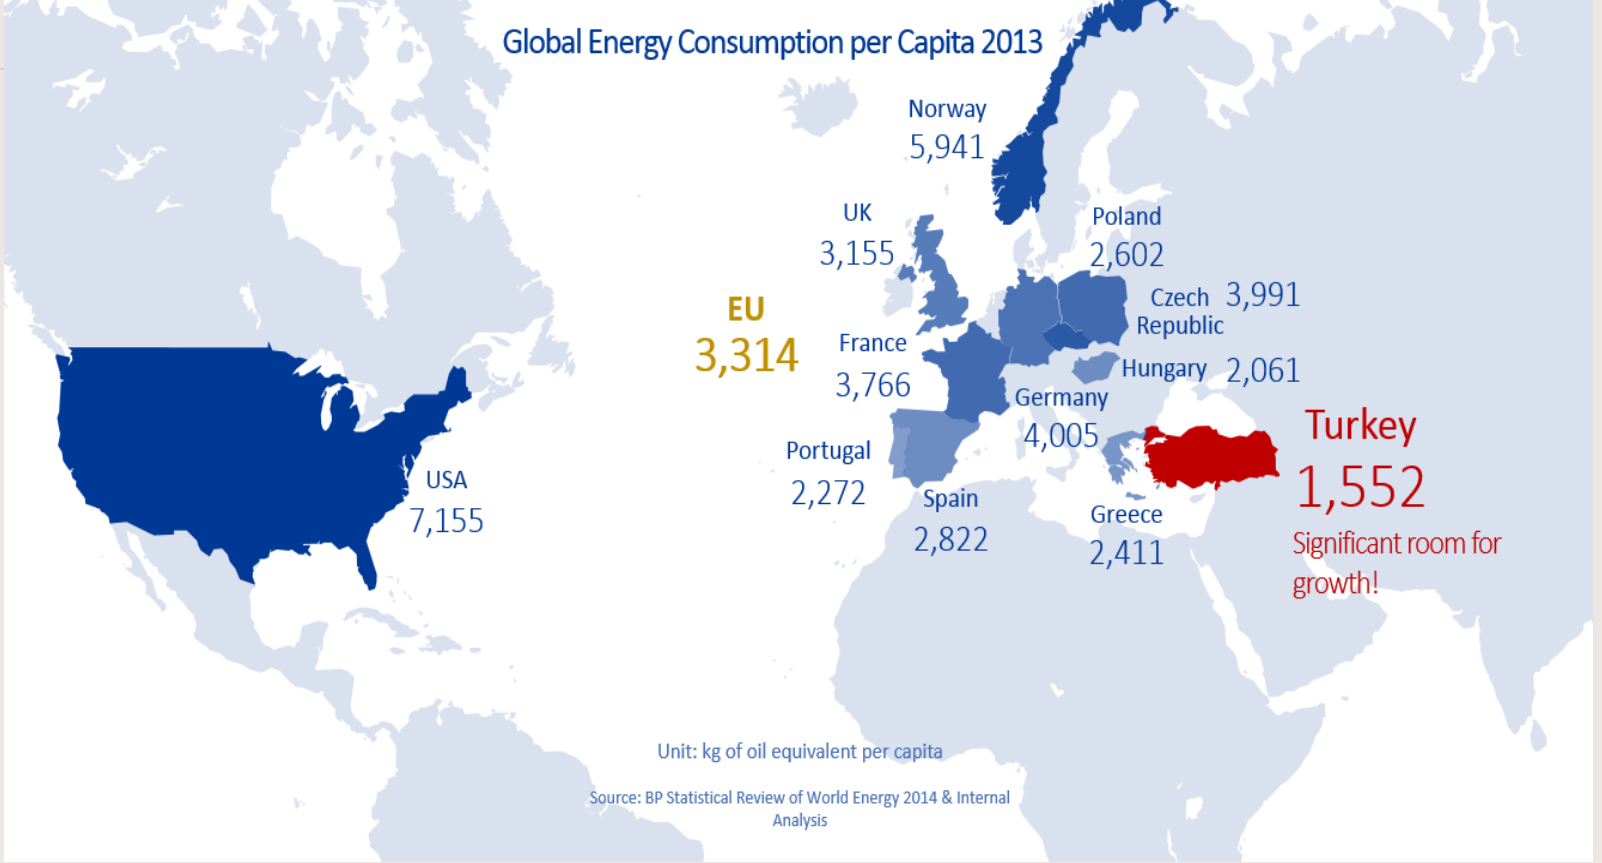 Global Energy Consumption per Capita 2013
Norway
5,941
UK
3,155
Poland
2,602
Czech 3,991
Republic
EU
3,314
France
3,766
Hungary 2,061
Germany
4,005
Turkey
1,552
Significant room for
growth!
Portugal
2,272
Spain
2,822
Greece
2,411
USA
7,155
Unit: kg of oil equivalent per capita
Source: BP Statistical Review of World Energy 2014 & Internal
Analysis